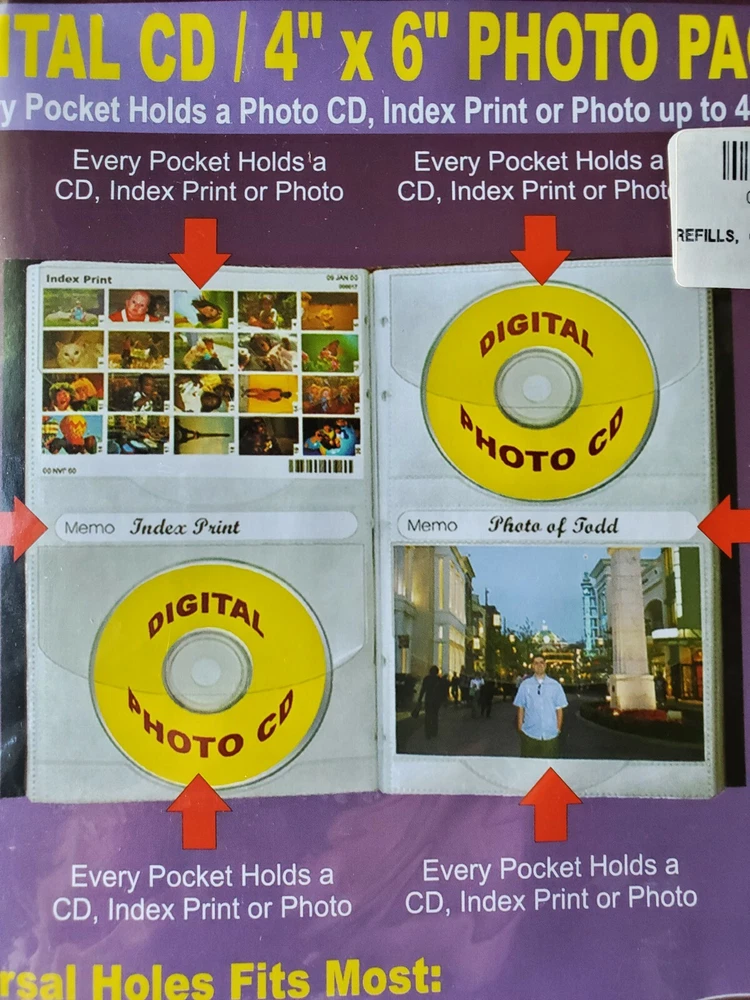 ITAL CD / 4" x 6" PHOTO PA
y Pocket Holds a Photo CD, Index Print or Photo up to 4
Every Pocket Holds a
CD, Index Print or Photo
Every Pocket Holds a
CD, Index Print or Phot
REFILLS,
Index Print
09 JAN 00
DIGITAL
PHOTO CD
Memo Index Print
Memo Photo of Todd
DIGITAL
PHOTO CD
Every Pocket Holds a
CD, Index Print or Photo
Every Pocket Holds a
CD, Index Print or Photo
rsal Holes Fits Most: